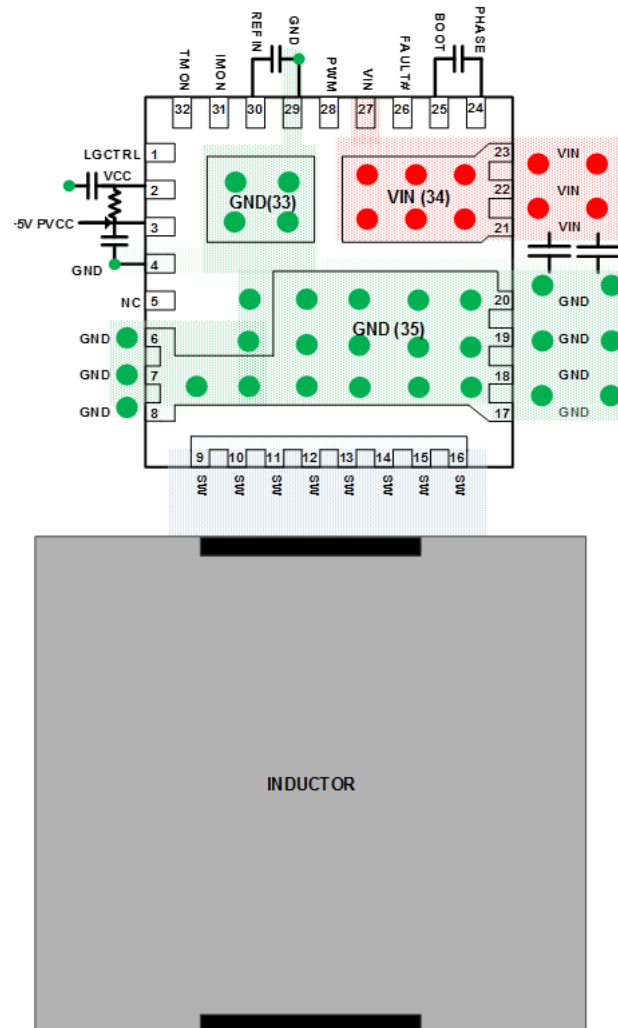 TMON
IMON
REFIN
GND
PWM
VIN
FAULT#
BOOT
PHASE
32
31
30
29
28
27
26
25
24
LGCTRL
1
VCC
2
-5V PVCC
3
GND
4
NC
5
GND
6
GND
7
GND
8
GND(33)
VIN (34)
GND (35)
23
22
21
20
19
18
17
VIN
VIN
VIN
GND
GND
GND
GND
9
10
11
12
13
14
15
16
SW
SW
SW
SW
SW
SW
SW
SW
INDUCTOR